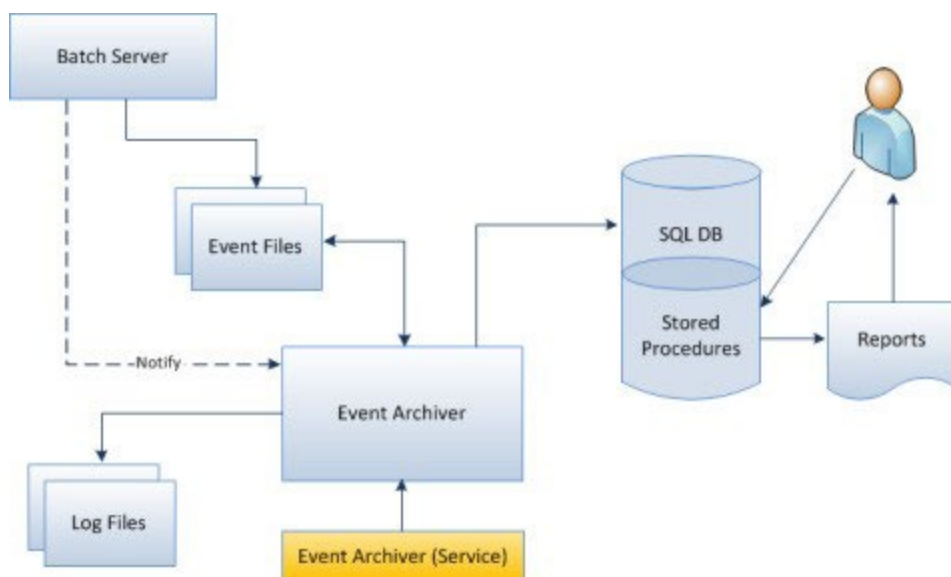 Batch Server
Event Files
SQL DB
Stored
Procedures
Reports
Notify
Event Archiver
Log Files
Event Archiver (Service)